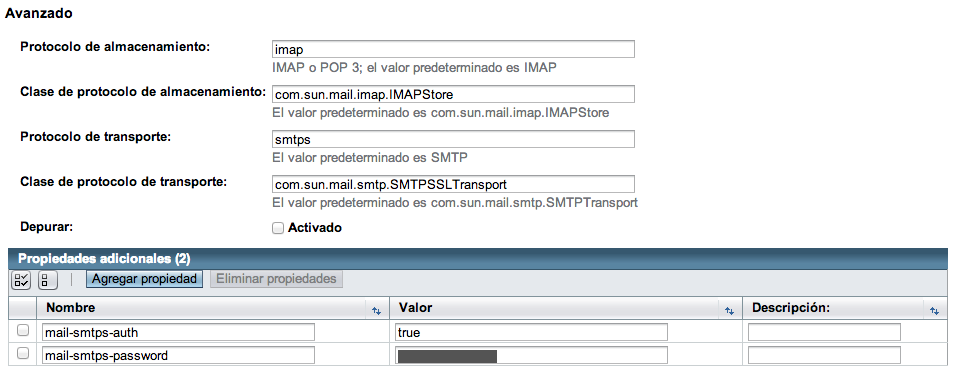 Avanzado
Protocolo de almacenamiento: imap
IMAP o POP 3; el valor predeterminado es IMAP
Clase de protocolo de almacenamiento: com.sun.mail.imap.IMAPStore
El valor predeterminado es com.sun.mail.imap.IMAPStore
Protocolo de transporte: smtps
El valor predeterminado es SMTP
Clase de protocolo de transporte: com.sun.mail.smtp.SMTPSSLTransport
El valor predeterminado es com.sun.mail.smtp.SMTPTransport
Depurar: Activado
Propiedades adicionales (2)
Agregar propiedad Eliminar propiedades
Nombre Valor Descripción:
mail-smtps-auth true
mail-smtps-password